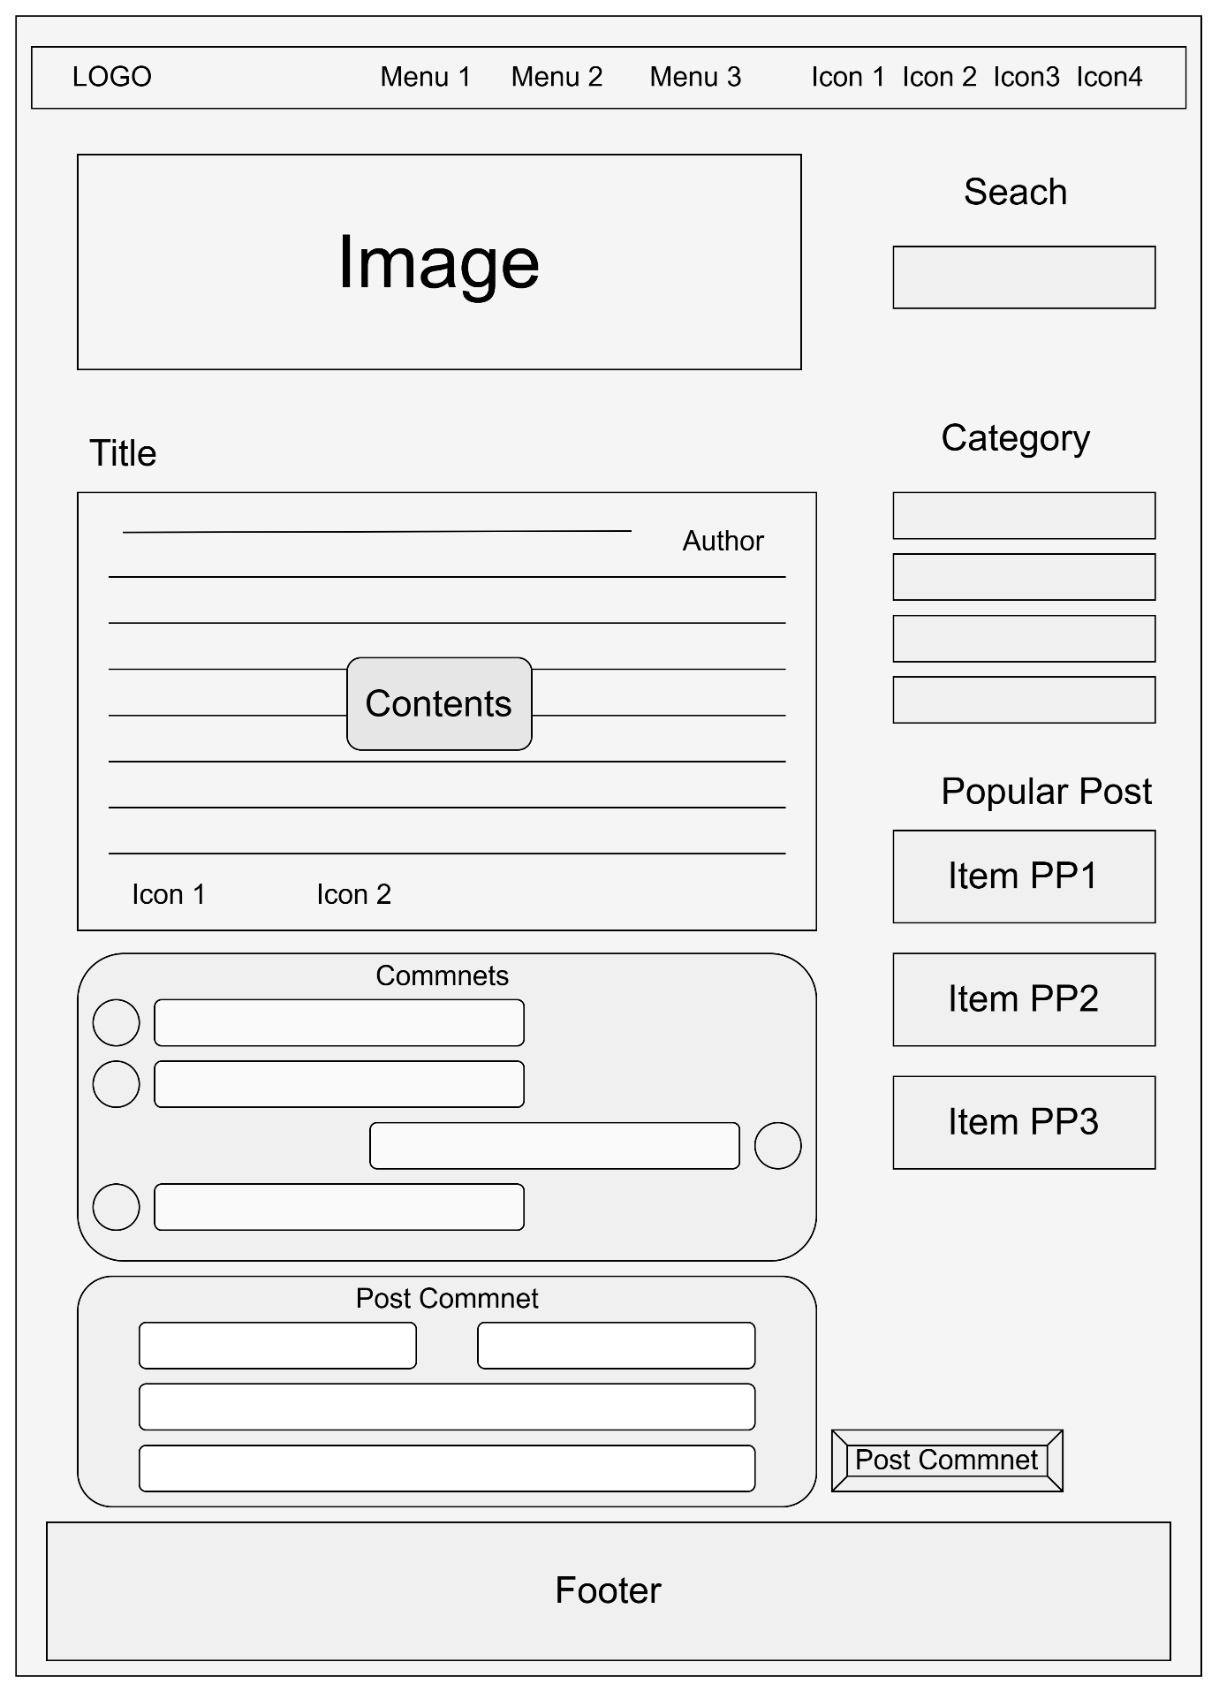 LOGO Menu 1 Menu 2 Menu 3 Icon 1 Icon 2 Icon3 Icon4
Image
Title
Author
Contents
Icon 1 Icon 2
Commnets
Post Commnet
Seach
Category
Popular Post
Item PP1
Item PP2
Item PP3
Post Commnet
Footer